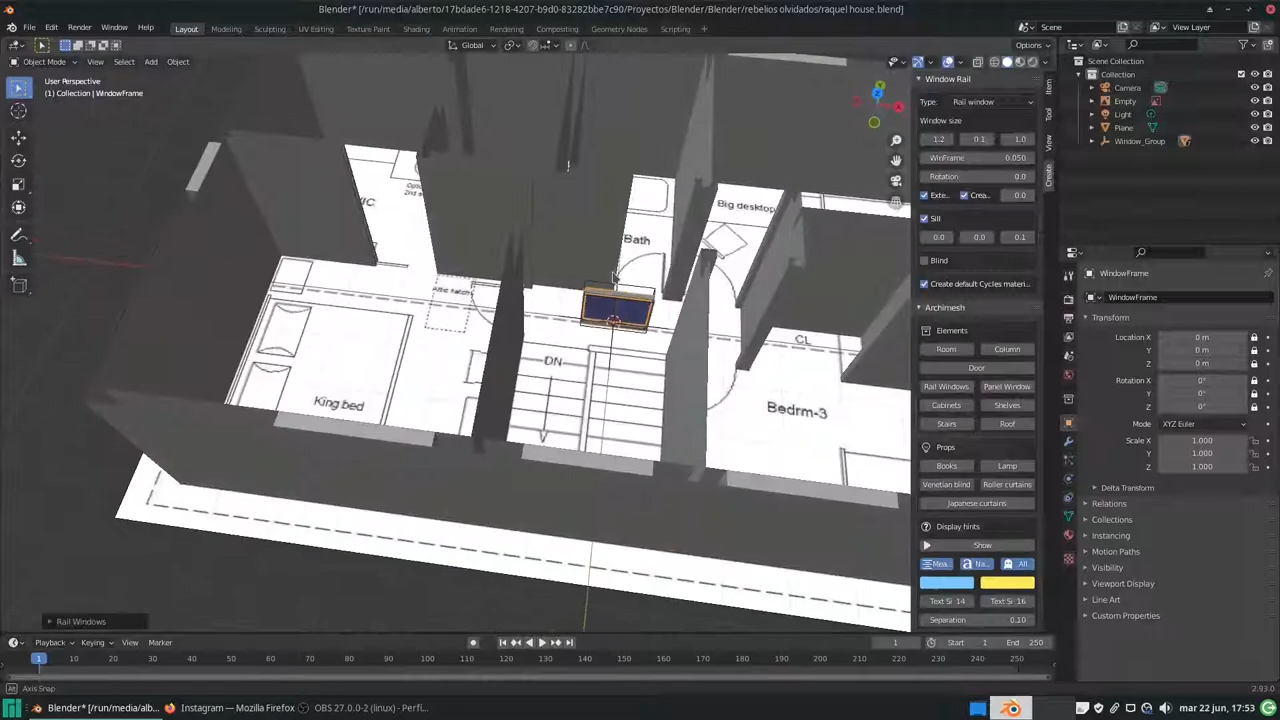 Blender* [/run/media/alberto/17bdade6-1218-4207-b9d0-83282bbe7c90/Proyectos/Blender/Blender/rebelios olvidados/raquel house.blend]
File Edit Render Window Help Layout Modeling Sculpting UV Editing Texture Paint Shading Animation Rendering Compositing Geometry Nodes Scripting Scene View Layer
Global Options
Object Mode View Select Add Object
User Perspective
(1) Collection | WindowFrame
Window Rail
Type: Rail window
Window size
1.2 0.1 1.0
WinFrame 0.050
Rotation 0.0
Exte... Crea... 0.0
Sill
0.0 0.0 0.1
Blind
Create default Cycles materi...
Archimesh
Elements
Room Column
Door
Rail Windows Panel Window
Cabinets Shelves
Stairs Roof
Props
Books Lamp
Venetian blind Roller curtains
Japanese curtains
Display hints
Show
Mea... Na... All
Text Si 14 Text Si 16
Separation 0.10
Item
Tool
View
Create
Scene Collection
Collection
Camera
Empty
Light
Plane
Window_Group
WindowFrame
WindowFrame
Transform
Location X 0 m
Y 0 m
Z 0 m
Rotation X 0°
Y 0°
Z 0°
Mode XYZ Euler
Scale X 1.000
Y 1.000
Z 1.000
Delta Transform
Relations
Collections
Instancing
Motion Paths
Visibility
Viewport Display
Line Art
Custom Properties
Bath
Big desktop
DN
CL
King bed
Bedrm-3
Rail Windows
Playback Keying View Marker 1 Start 1 End 250
1 10 20 30 40 50 60 70 80 90 100 110 120 130 140 150 160 170 180 190 200 210 220 230 240 250
Axis Snap 2.93.0
Blender* [/run/media/alb... Instagram — Mozilla Firefox OBS 27.0.0-2 (linux) - Perfi... mar 22 jun, 17:53